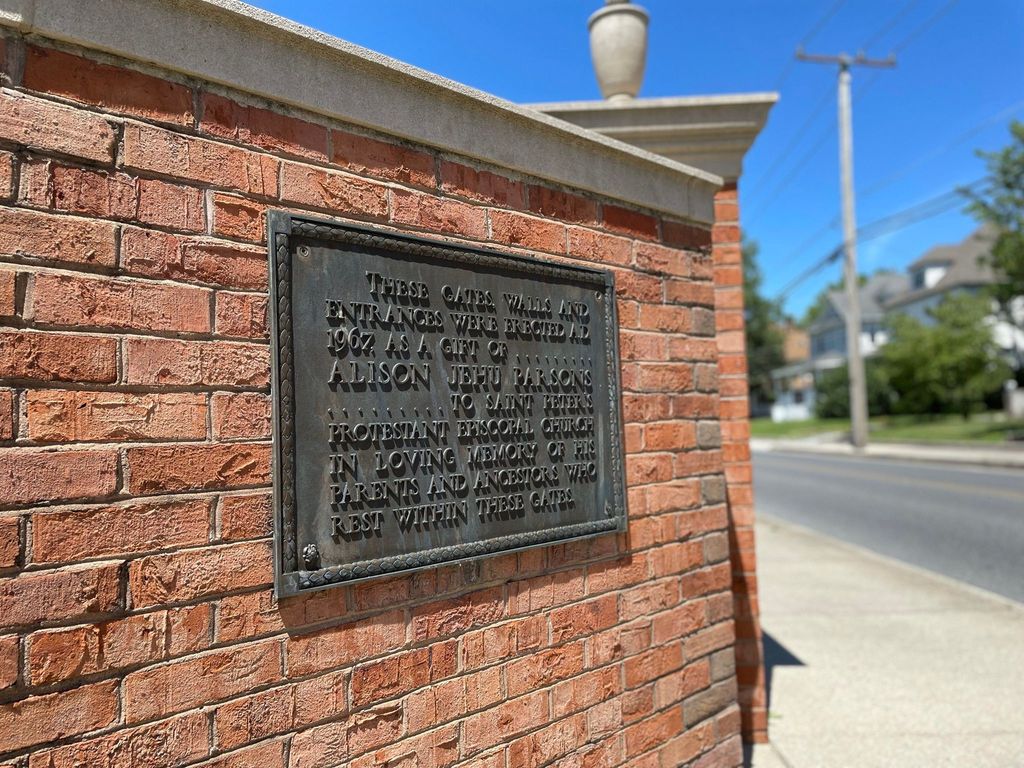 THESE GATES, WALLS AND
ENTRANCES WERE ERECTED A.D.
1967 AS A GIFT OF . . . . . . . . .
ALISON JEHU PARSONS
. . . . . . . . . TO SAINT PETER'S
PROTESTANT EPISCOPAL CHURCH
IN LOVING MEMORY OF HIS
PARENTS AND ANCESTORS WHO
REST WITHIN THESE GATES.